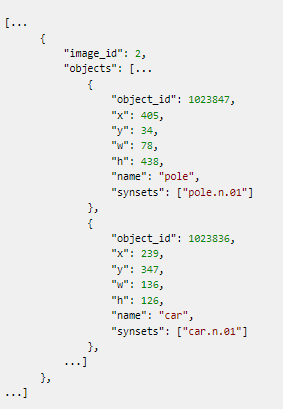 [...
{
"image_id": 2,
"objects": [...
{
"object_id": 1023847,
"x": 405,
"y": 34,
"w": 78,
"h": 438,
"name": "pole",
"synsets": ["pole.n.01"]
},
{
"object_id": 1023836,
"x": 239,
"y": 347,
"w": 136,
"h": 126,
"name": "car",
"synsets": ["car.n.01"]
},
...]
},
...]